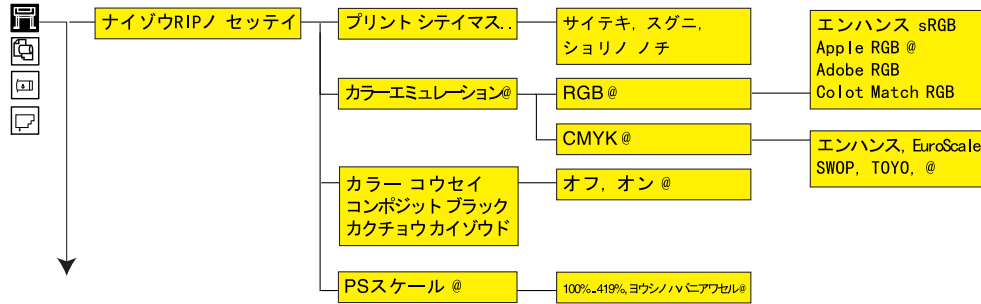 ナイゾウRIPノ セッテイ
プリント シテイマス..
サイテキ, スグニ,
ショリノ ノチ
エンハンス sRGB
Apple RGB @
Adobe RGB
Colot Match RGB
カラーエミュレーション@
RGB @
CMYK @
エンハンス, EuroScale
SWOP, TOYO, @
カラー コウセイ
コンポジット ブラック
カクチョウ カイゾウド
オフ, オン @
PSスケール @
100%-419%, ヨウシノ ハバニアワセル@